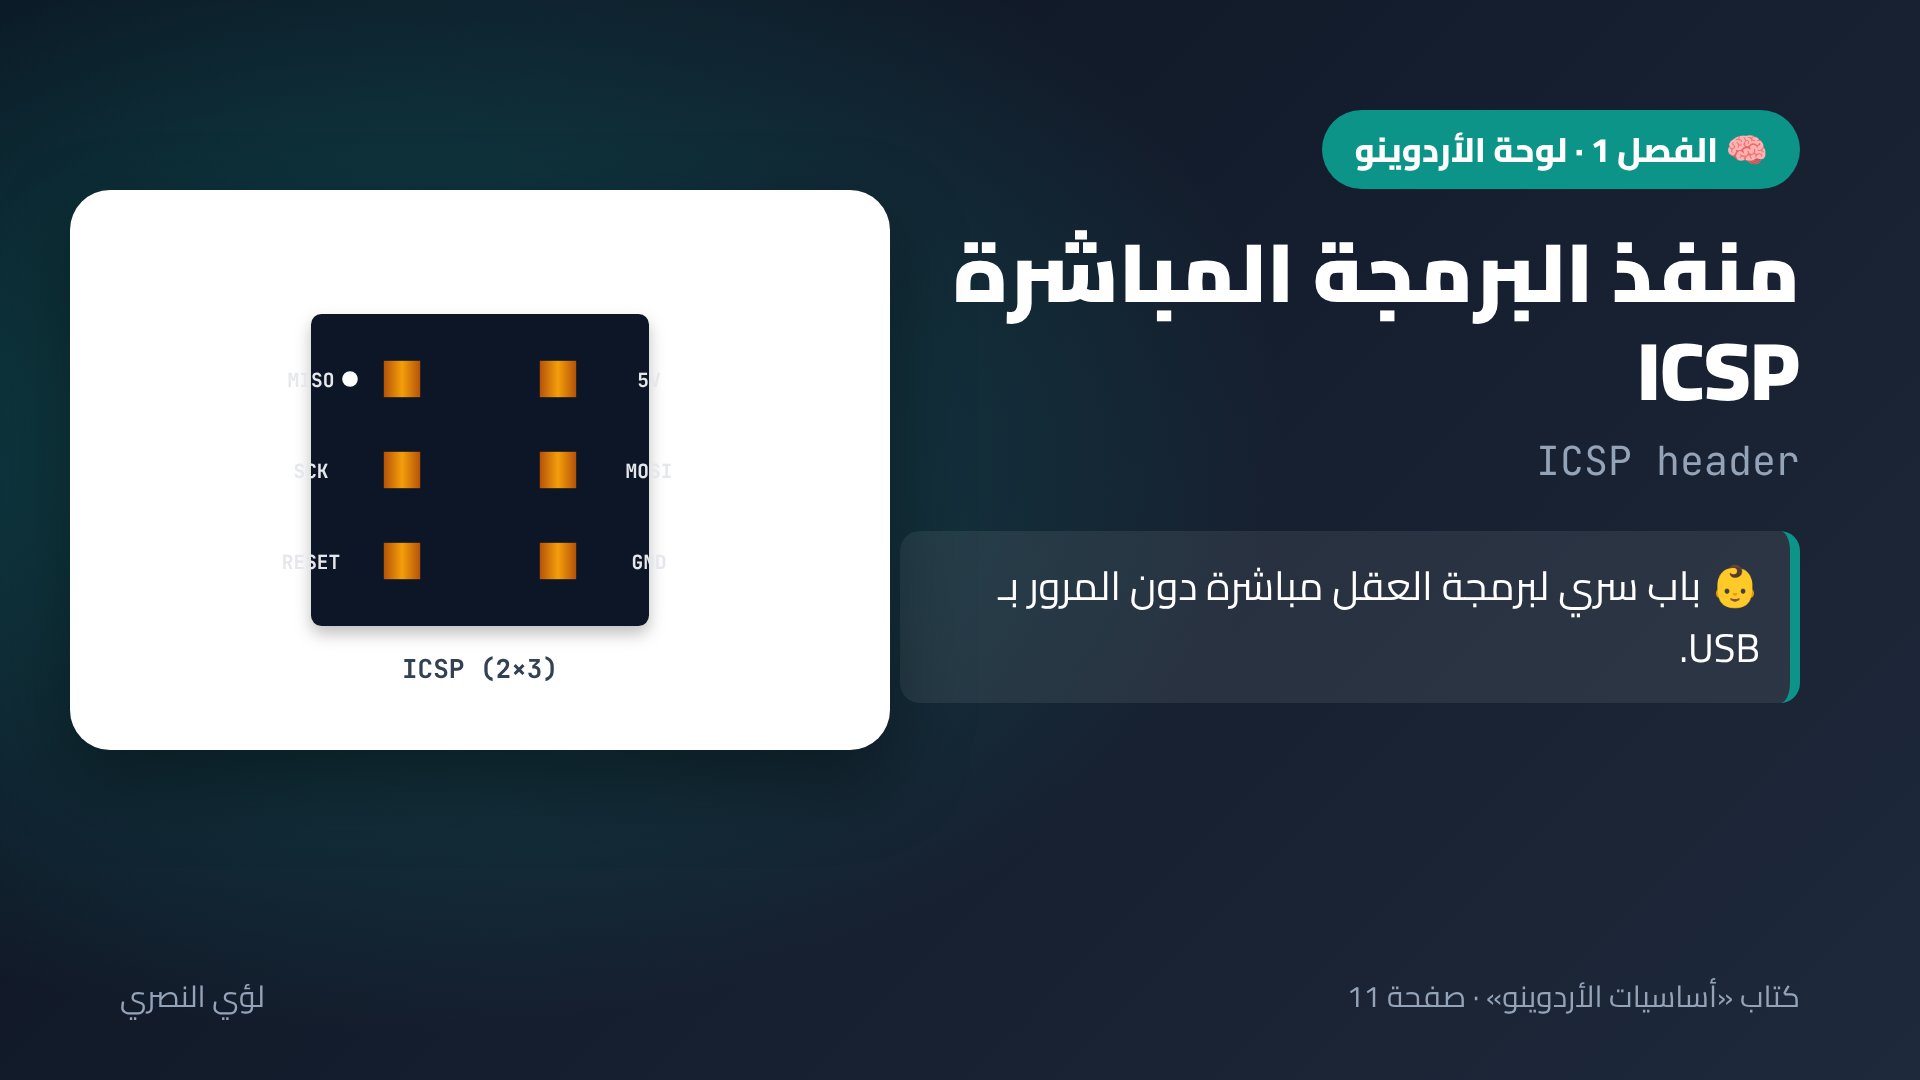 🧠 الفصل 1 · لوحة الأردوينو
منفذ البرمجة المباشرة
ICSP
ICSP header
👶 باب سري لبرمجة العقل مباشرة دون المرور بـ
USB.
MISO 5V
SCK MOSI
RESET GND
ICSP (2×3)
كتاب «أساسيات الأردوينو» · صفحة 11
لؤي النصري